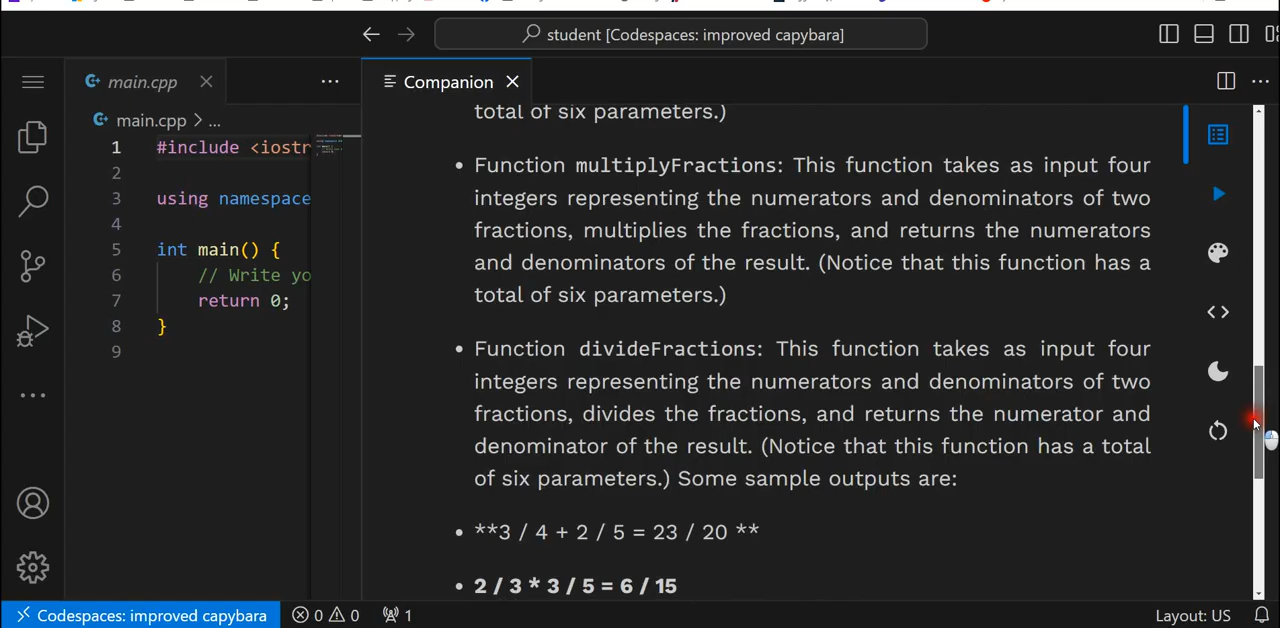 student [Codespaces: improved capybara]
main.cpp
...
Companion
...
main.cpp > ...
1 #include <iostr
2
3 using namespace
4
5 int main() {
6 // Write yo
7 return 0;
8 }
9
total of six parameters.)
• Function multiplyFractions: This function takes as input four
integers representing the numerators and denominators of two
fractions, multiplies the fractions, and returns the numerators
and denominators of the result. (Notice that this function has a
total of six parameters.)
• Function divideFractions: This function takes as input four
integers representing the numerators and denominators of two
fractions, divides the fractions, and returns the numerator and
denominator of the result. (Notice that this function has a total
of six parameters.) Some sample outputs are:
• **3 / 4 + 2 / 5 = 23 / 20 **
• 2 / 3 * 3 / 5 = 6 / 15
Codespaces: improved capybara
0 0
1
Layout: US